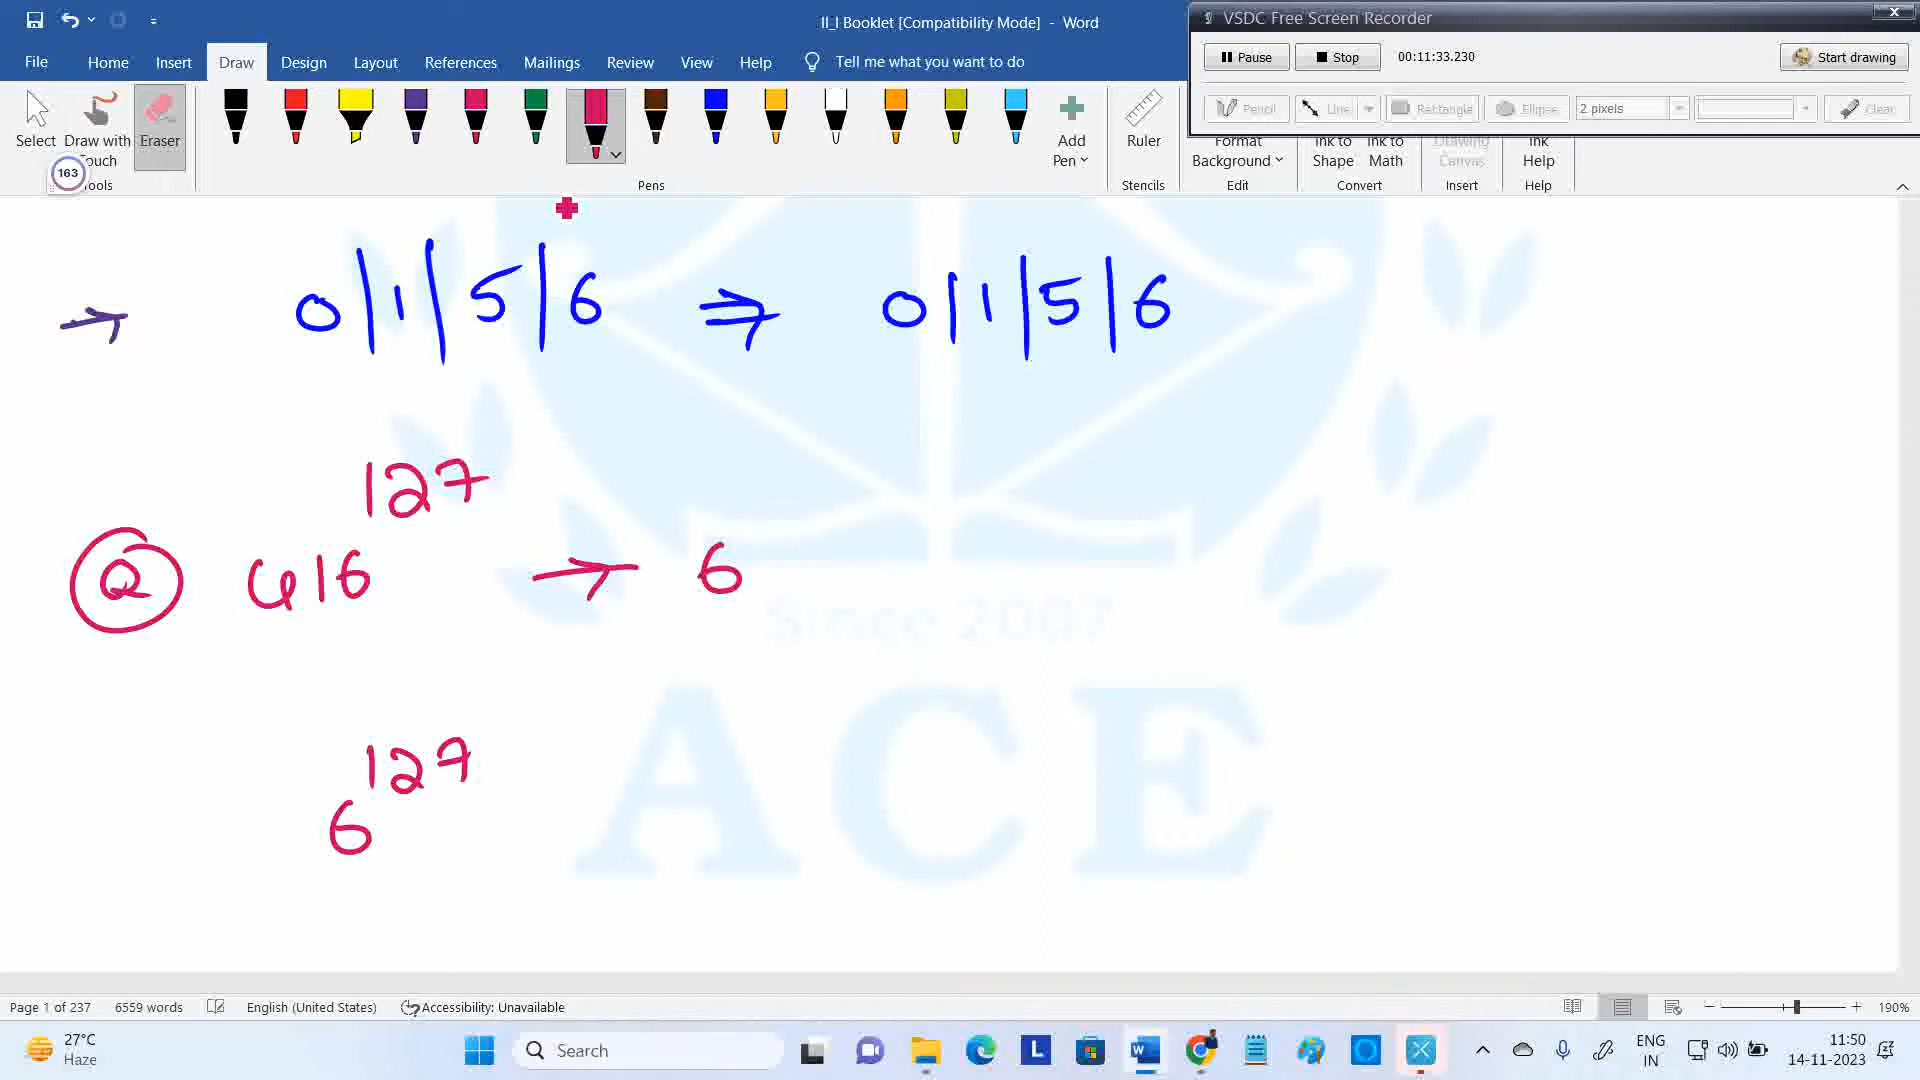 II_I Booklet [Compatibility Mode] - Word
VSDC Free Screen Recorder
File Home Insert Draw Design Layout References Mailings Review View Help Tell me what you want to do
Pause Stop 00:11:33.230 Start drawing
Pencil Line Rectangle Ellipse 2 pixels Clear
Select Draw with Touch Eraser Add Pen Ruler Format Background Ink to Shape Ink to Math Drawing Canvas Ink Help
163
Tools Pens Stencils Edit Convert Insert Help
→ 0|1|5|6 ⇒ 0|1|5|6
127
Q 616 → 6
Since 2007
ACE
127
6
Page 1 of 237 6559 words English (United States) Accessibility: Unavailable 190%
27°C
Haze
Search
ENG
IN
11:50
14-11-2023